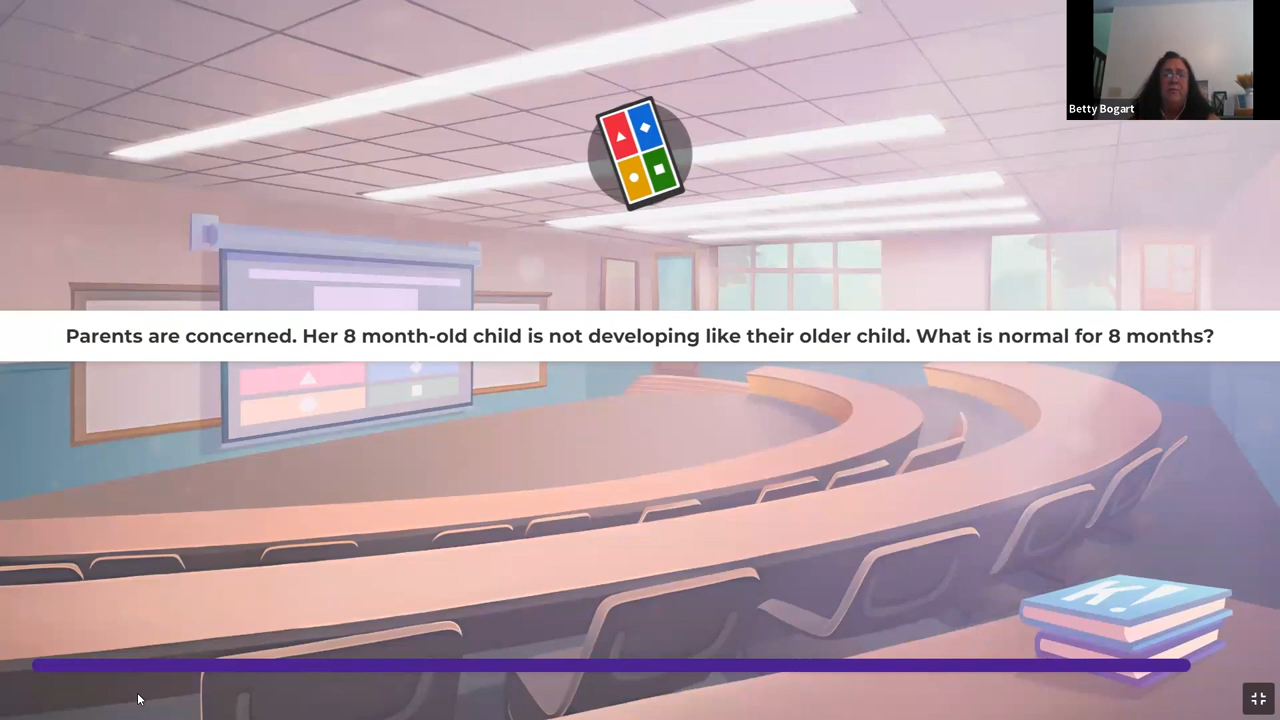 Betty Bogart
Parents are concerned. Her 8 month-old child is not developing like their older child. What is normal for 8 months?
K!